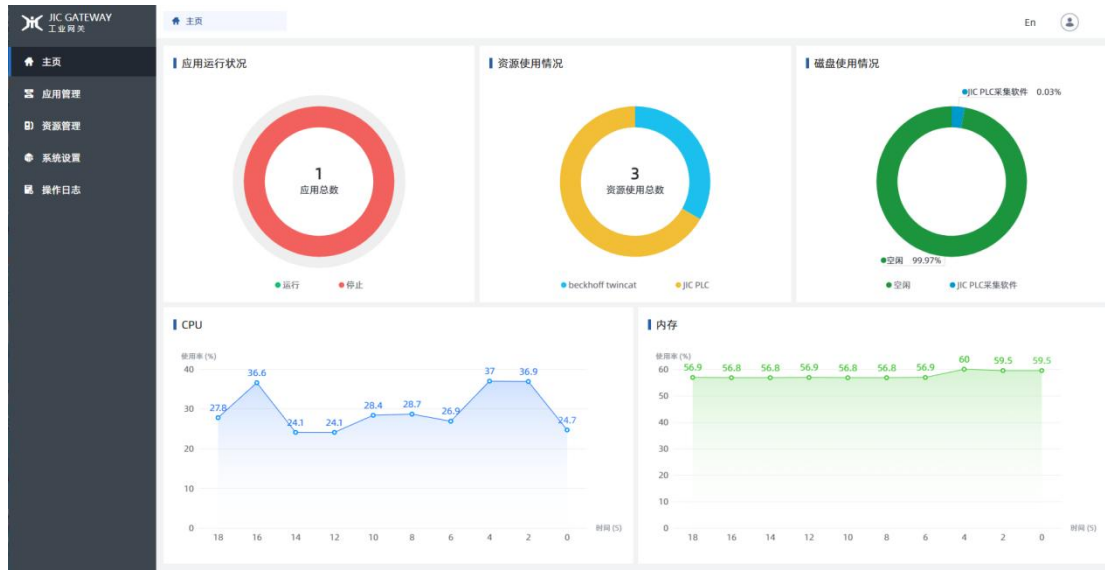 JIC GATEWAY
工业网关
主页
En
主页
应用管理
资源管理
系统设置
操作日志
应用运行状况
1
应用总数
运行 停止
资源使用情况
3
资源使用总数
beckhoff twincat JIC PLC
磁盘使用情况
JIC PLC采集软件 0.03%
空闲 99.97%
空闲 JIC PLC采集软件
CPU
使用率(%)
40
30
20
10
0
27.8 36.6 24.1 24.1 28.4 28.7 26.9 37 36.9 24.7
18 16 14 12 10 8 6 4 2 0
时间(S)
内存
使用率(%)
60
50
40
30
20
10
0
56.9 56.8 56.8 56.9 56.8 56.8 56.9 60 59.5 59.5
18 16 14 12 10 8 6 4 2 0
时间(S)